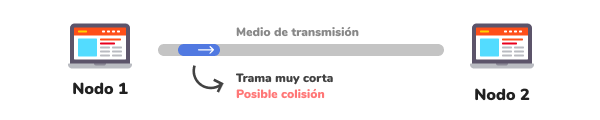 Medio de transmisión
Trama muy corta
Posible colisión
Nodo 1
Nodo 2